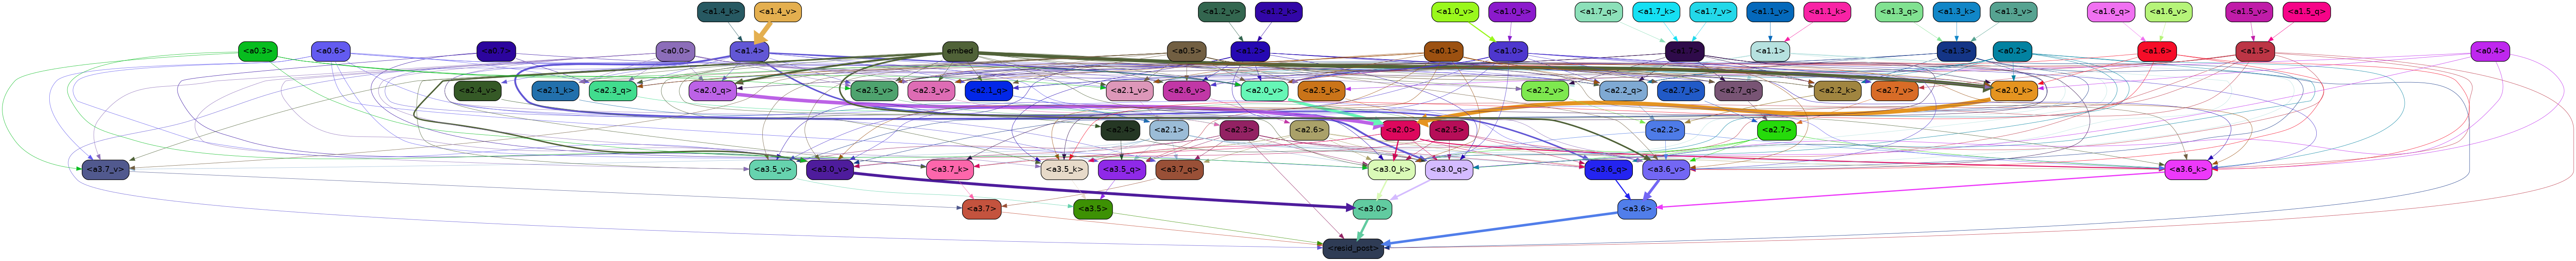 <a1.4_k> <a1.4_v> <a1.2_v> <a1.2_k> <a1.0_v> <a1.0_k> <a1.7_q> <a1.7_k> <a1.7_v> <a1.1_v> <a1.1_k> <a1.3_q> <a1.3_k> <a1.3_v> <a1.6_q> <a1.6_v> <a1.5_v> <a1.5_q>
<a0.3> <a0.6> <a0.7> <a0.0> <a1.4> embed <a0.5> <a1.2> <a0.1> <a1.0> <a1.7> <a1.1> <a1.3> <a0.2> <a1.6> <a1.5> <a0.4>
<a2.4_v> <a2.1_k> <a2.3_q> <a2.0_q> <a2.5_v> <a2.3_v> <a2.1_q> <a2.1_v> <a2.6_v> <a2.0_v> <a2.5_k> <a2.2_v> <a2.2_q> <a2.7_k> <a2.7_q> <a2.2_k> <a2.7_v> <a2.0_k>
<a2.4> <a2.1> <a2.3> <a2.6> <a2.0> <a2.5> <a2.2> <a2.7>
<a3.7_v> <a3.5_v> <a3.0_v> <a3.7_k> <a3.5_k> <a3.5_q> <a3.7_q> <a3.0_k> <a3.0_q> <a3.6_q> <a3.6_v> <a3.6_k>
<a3.7> <a3.5> <a3.0> <a3.6>
<resid_post>